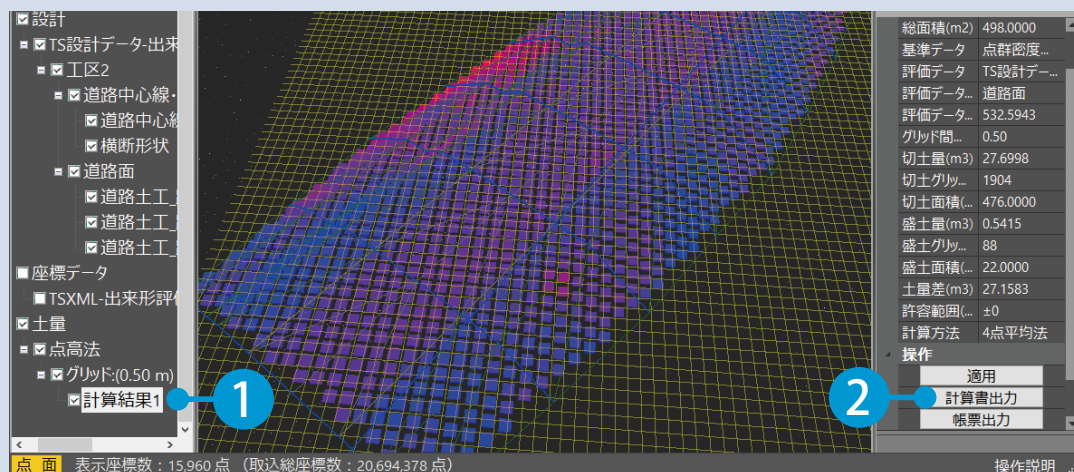 設計
TS設計データ-出来
工区2
道路中心線・
道路中心線
横断形状
道路面
道路土工_
道路土工_
道路土工_
座標データ
TSXML-出来形評価
土量
点高法
グリッド:(0.50 m)
計算結果1
1
総面積(m2) 498.0000
基準データ 点群密度...
評価データ TS設計デー...
評価データ... 道路面
評価データ... 532.5943
グリッド間... 0.50
切土量(m3) 27.6998
切土グリッ... 1904
切土面積(... 476.0000
盛土量(m3) 0.5415
盛土グリッ... 88
盛土面積(... 22.0000
土量差(m3) 27.1583
許容範囲(... ±0
計算方法 4点平均法
操作
適用
2
計算書出力
帳票出力
点 面 表示座標数：15,960 点 （取込総座標数：20,694,378 点）
操作説明